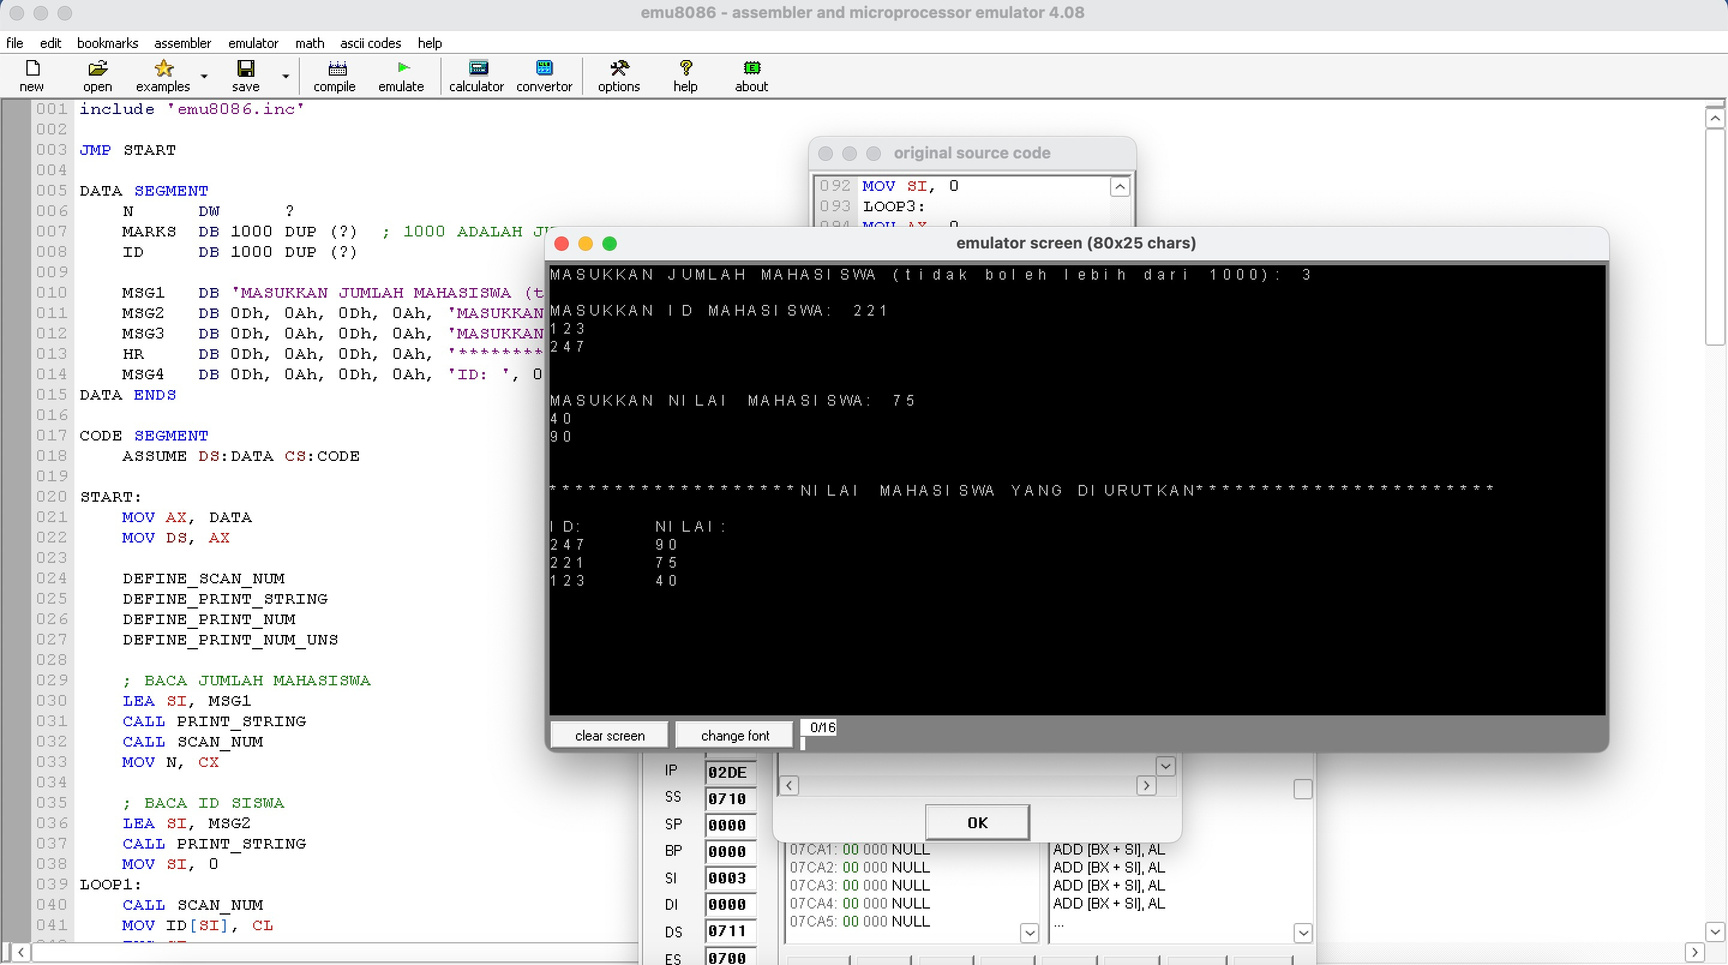 emu8086 - assembler and microprocessor emulator 4.08
file edit bookmarks assembler emulator math ascii codes help
new open examples save compile emulate calculator convertor options help about
001 include 'emu8086.inc'
002
003 JMP START
004
005 DATA SEGMENT
006 N DW ?
007 MARKS DB 1000 DUP (?) ; 1000 ADALAH
008 ID DB 1000 DUP (?)
009
010 MSG1 DB 'MASUKKAN JUMLAH MAHASISWA (t
011 MSG2 DB 0Dh, 0Ah, 0Dh, 0Ah, 'MASUKKAN
012 MSG3 DB 0Dh, 0Ah, 0Dh, 0Ah, 'MASUKKAN
013 HR DB 0Dh, 0Ah, 0Dh, 0Ah, '********
014 MSG4 DB 0Dh, 0Ah, 0Dh, 0Ah, 'ID: ', 0
015 DATA ENDS
016
017 CODE SEGMENT
018 ASSUME DS:DATA CS:CODE
019
020 START:
021 MOV AX, DATA
022 MOV DS, AX
023
024 DEFINE_SCAN_NUM
025 DEFINE_PRINT_STRING
026 DEFINE_PRINT_NUM
027 DEFINE_PRINT_NUM_UNS
028
029 ; BACA JUMLAH MAHASISWA
030 LEA SI, MSG1
031 CALL PRINT_STRING
032 CALL SCAN_NUM
033 MOV N, CX
034
035 ; BACA ID SISWA
036 LEA SI, MSG2
037 CALL PRINT_STRING
038 MOV SI, 0
039 LOOP1:
040 CALL SCAN_NUM
041 MOV ID[SI], CL
original source code
092 MOV SI, 0
093 LOOP3:
094 MOV AX, 0
emulator screen (80x25 chars)
MASUKKAN JUMLAH MAHASISWA (tidak boleh lebih dari 1000): 3
MASUKKAN ID MAHASISWA: 221
123
247
MASUKKAN NILAI MAHASISWA: 75
40
90
*******************NILAI MAHASISWA YANG DIURUTKAN***********************
ID: NILAI:
247 90
221 75
123 40
clear screen change font 0/16
IP 02DE
SS 0710
SP 0000
BP 0000
SI 0003
DI 0000
DS 0711
ES 0700
OK
07CA1: 00 000 NULL ADD [BX + SI], AL
07CA2: 00 000 NULL ADD [BX + SI], AL
07CA3: 00 000 NULL ADD [BX + SI], AL
07CA4: 00 000 NULL ADD [BX + SI], AL
07CA5: 00 000 NULL ...